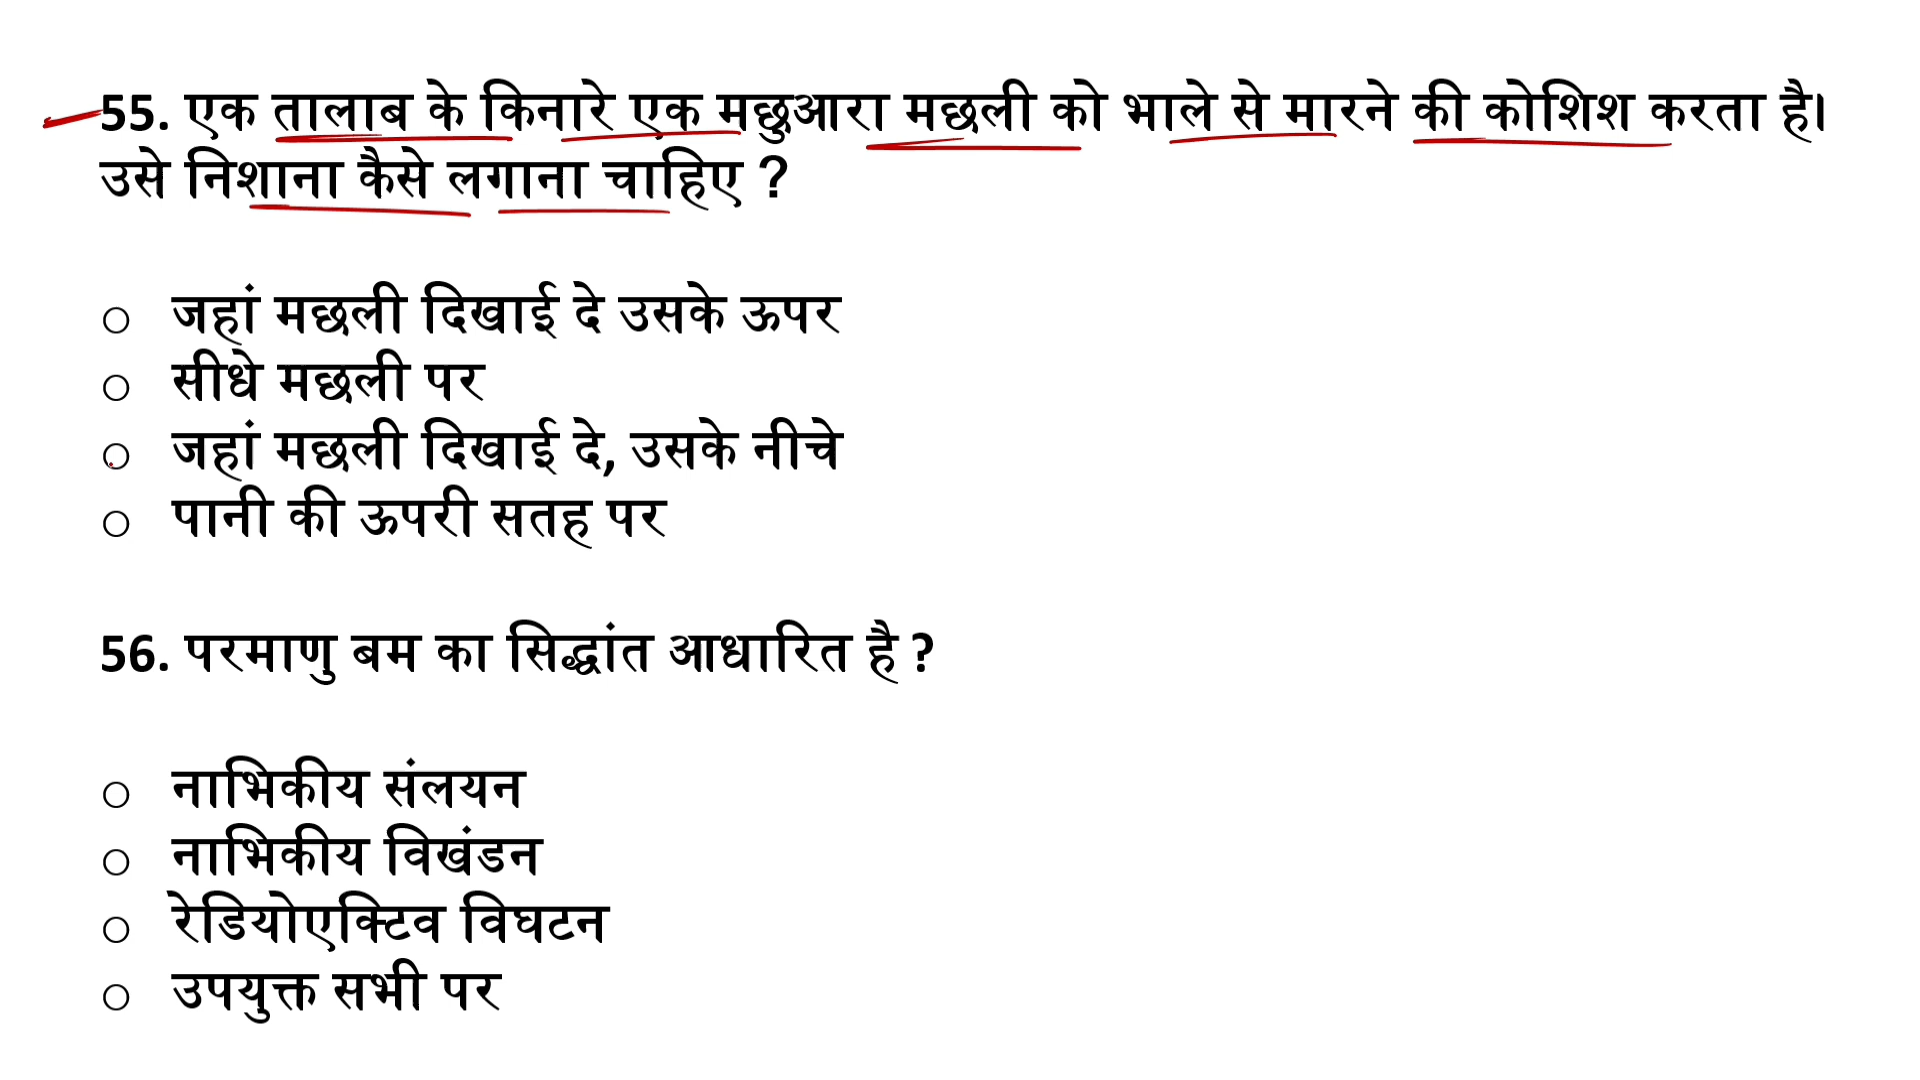 55. एक तालाब के किनारे एक मछुआरा मछली को भाले से मारने की कोशिश करता है।
उसे निशाना कैसे लगाना चाहिए ?
○ जहां मछली दिखाई दे उसके ऊपर
○ सीधे मछली पर
○ जहां मछली दिखाई दे, उसके नीचे
○ पानी की ऊपरी सतह पर
56. परमाणु बम का सिद्धांत आधारित है ?
○ नाभिकीय संलयन
○ नाभिकीय विखंडन
○ रेडियोएक्टिव विघटन
○ उपयुक्त सभी पर